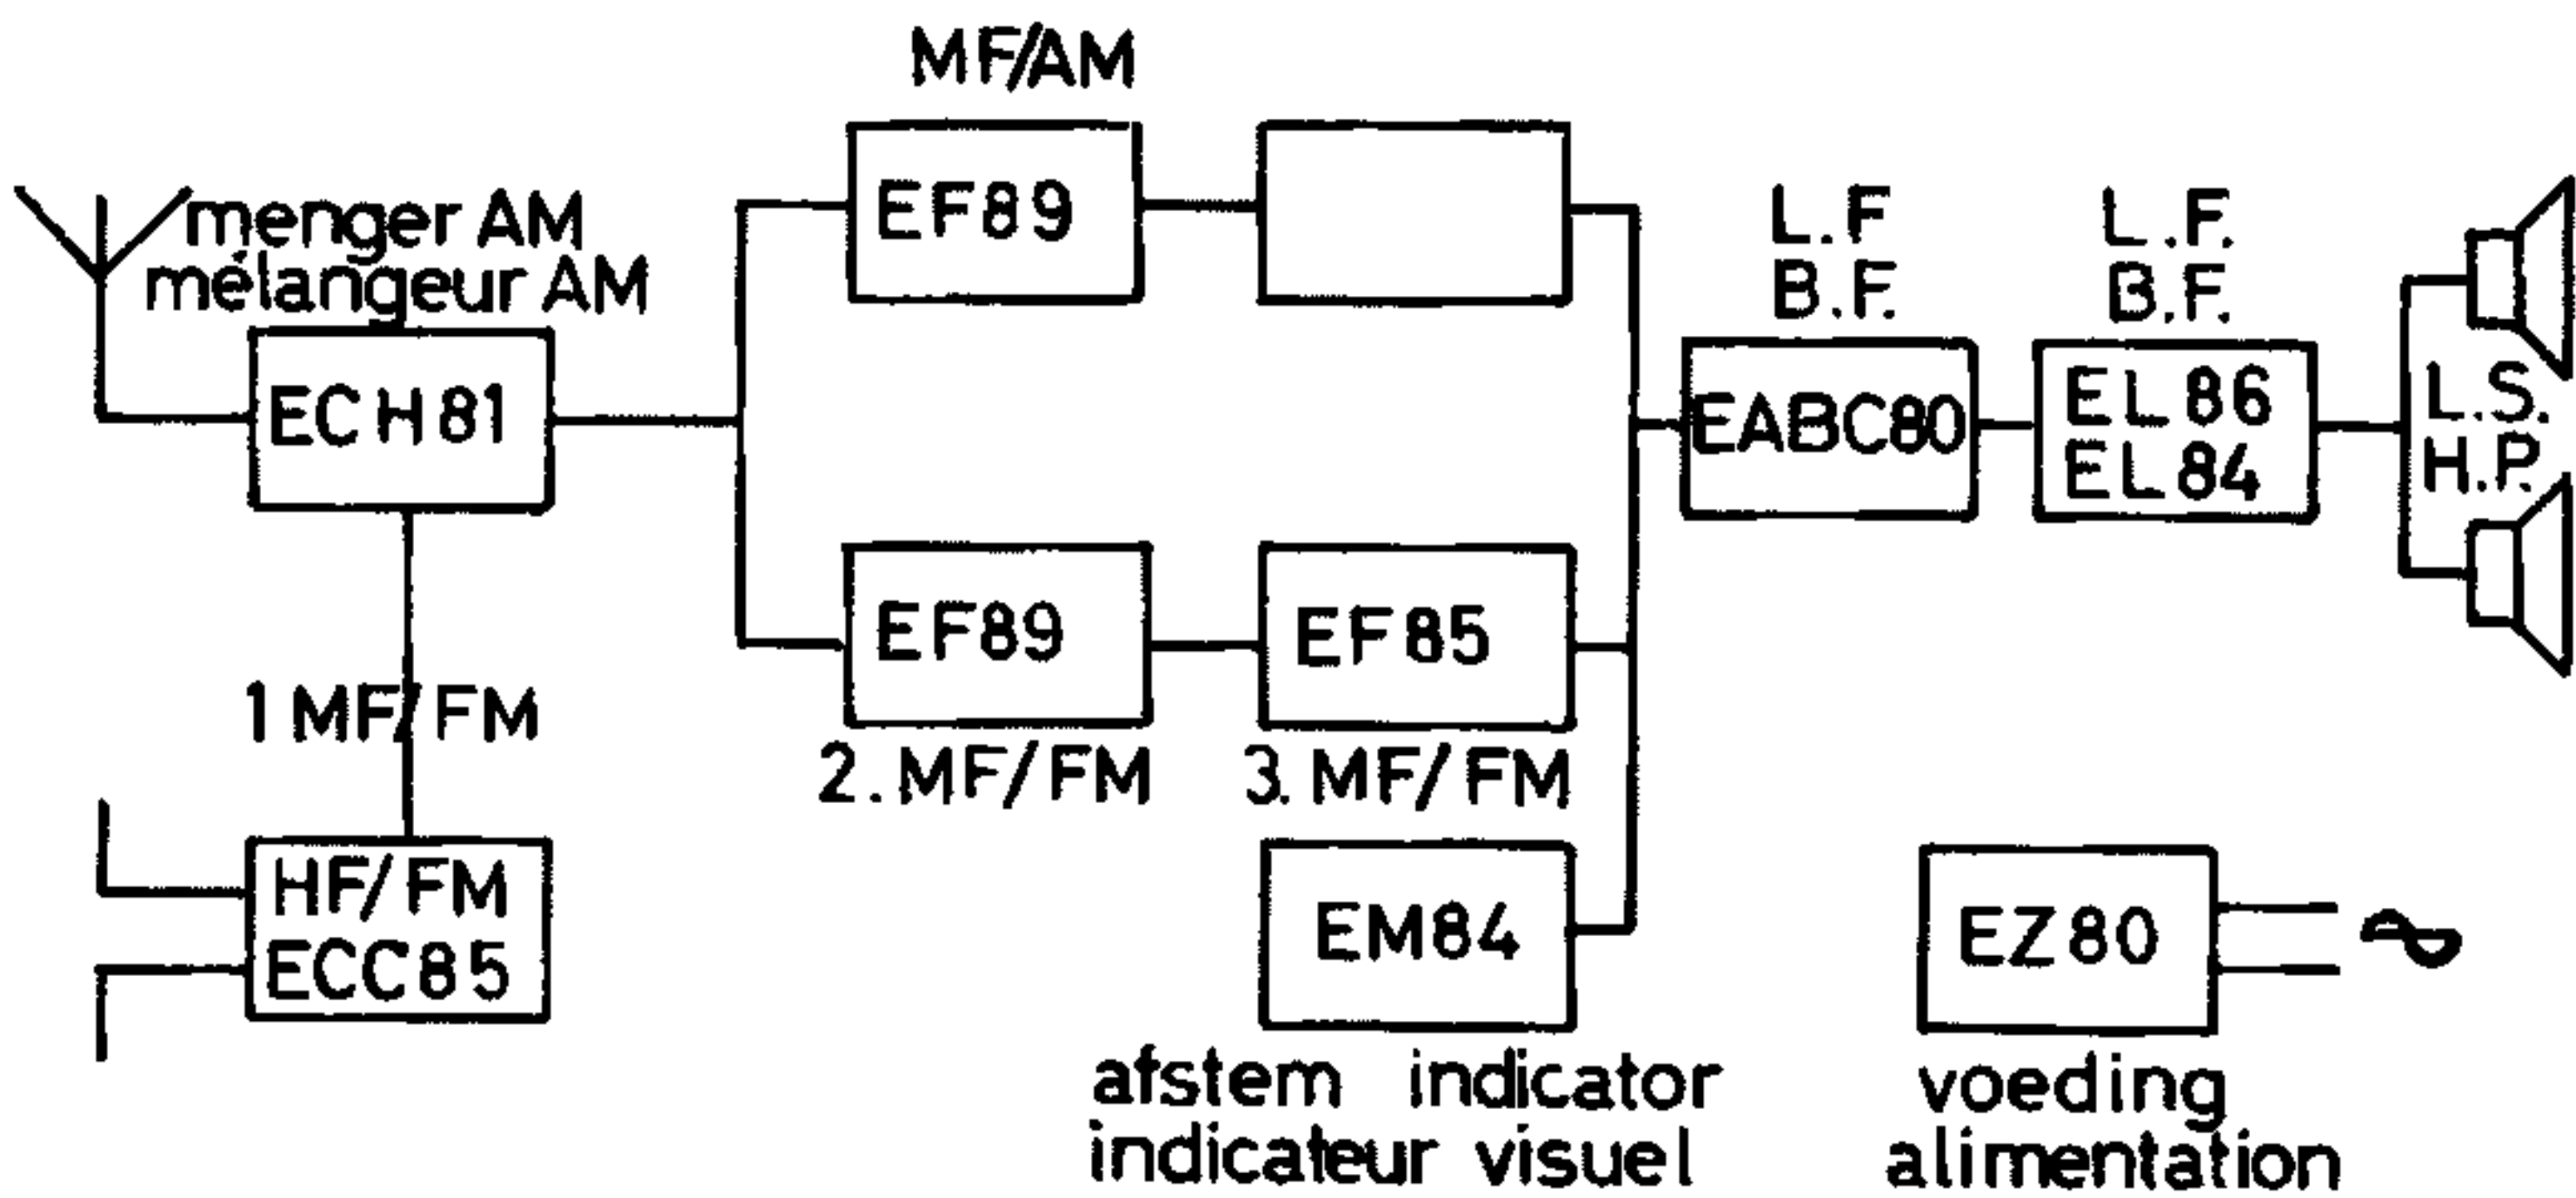 MF/AM
menger AM
mélangeur AM
EF89
L.F
B.F.
L.F.
B.F.
ECH81
EABC80
EL86
EL84
L.S.
H.P.
EF89
EF85
1 MF/FM
2. MF/FM
3. MF/FM
HF/FM
ECC85
EM84
EZ80
afstem indicator
indicateur visuel
voeding
alimentation